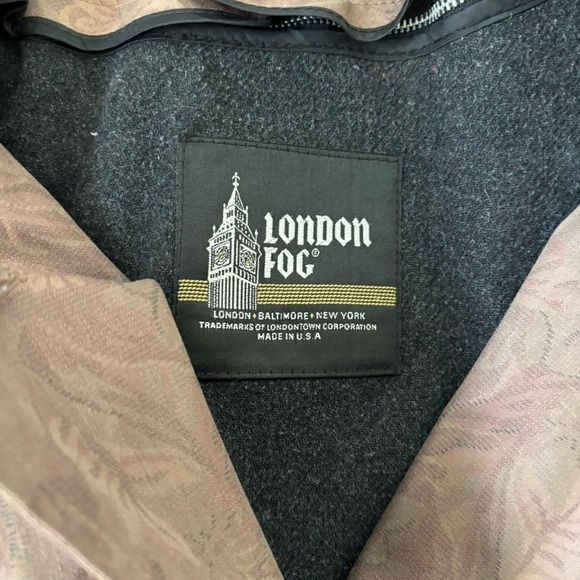 LONDON
FOG®
LONDON • BALTIMORE • NEW YORK
TRADEMARKS OF LONDONTOWN CORPORATION
MADE IN U.S.A